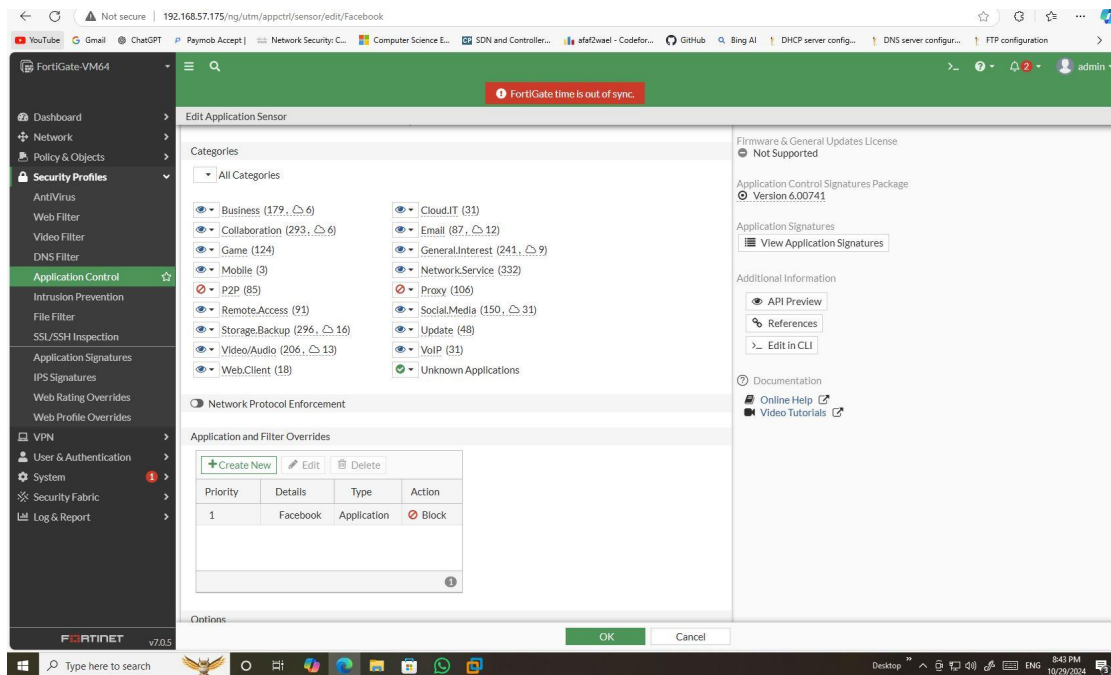 Not secure 192.168.57.175/ng/utm/appctrl/sensor/edit/Facebook
YouTube Gmail ChatGPT Paymob Accept | Network Security: C... Computer Science E... SDN and Controller... afaf2wael - Codefor... GitHub Bing AI DHCP server config... DNS server configur... FTP configuration
FortiGate-VM64
>_ 2 admin
FortiGate time is out of sync.
Dashboard
Network
Policy & Objects
Security Profiles
AntiVirus
Web Filter
Video Filter
DNS Filter
Application Control
Intrusion Prevention
File Filter
SSL/SSH Inspection
Application Signatures
IPS Signatures
Web Rating Overrides
Web Profile Overrides
VPN
User & Authentication
System 1
Security Fabric
Log & Report
FORTINET v7.0.5
Edit Application Sensor
Categories
All Categories
Business (179, 6) Cloud.IT (31)
Collaboration (293, 6) Email (87, 12)
Game (124) General.Interest (241, 9)
Mobile (3) Network.Service (332)
P2P (85) Proxy (106)
Remote.Access (91) Social.Media (150, 31)
Storage.Backup (296, 16) Update (48)
Video/Audio (206, 13) VoIP (31)
Web.Client (18) Unknown Applications
Network Protocol Enforcement
Application and Filter Overrides
+Create New Edit Delete
Priority Details Type Action
1 Facebook Application Block
1
Options
OK Cancel
Firmware & General Updates License
Not Supported
Application Control Signatures Package
Version 6.00741
Application Signatures
View Application Signatures
Additional Information
API Preview
References
>_ Edit in CLI
Documentation
Online Help
Video Tutorials
Type here to search
Desktop ENG 8:43 PM
10/29/2024